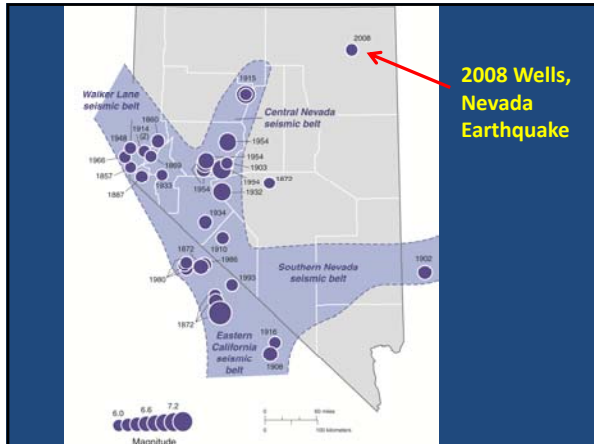 2008
2008 Wells,
Nevada
Earthquake
1915
Walker Lane
seismic belt
Central Nevada
seismic belt
1860
1914
(2)
1948
1954
1954
1903
1966
1869
1954
1954
1872
1857
1887
1933
1932
1934
1872
1910
1986
1980
Southern Nevada
seismic belt
1902
1993
1872
Eastern
California
seismic
belt
1916
1908
6.0
6.6
7.2
Magnitude
0
60 miles
0
100 kilometers